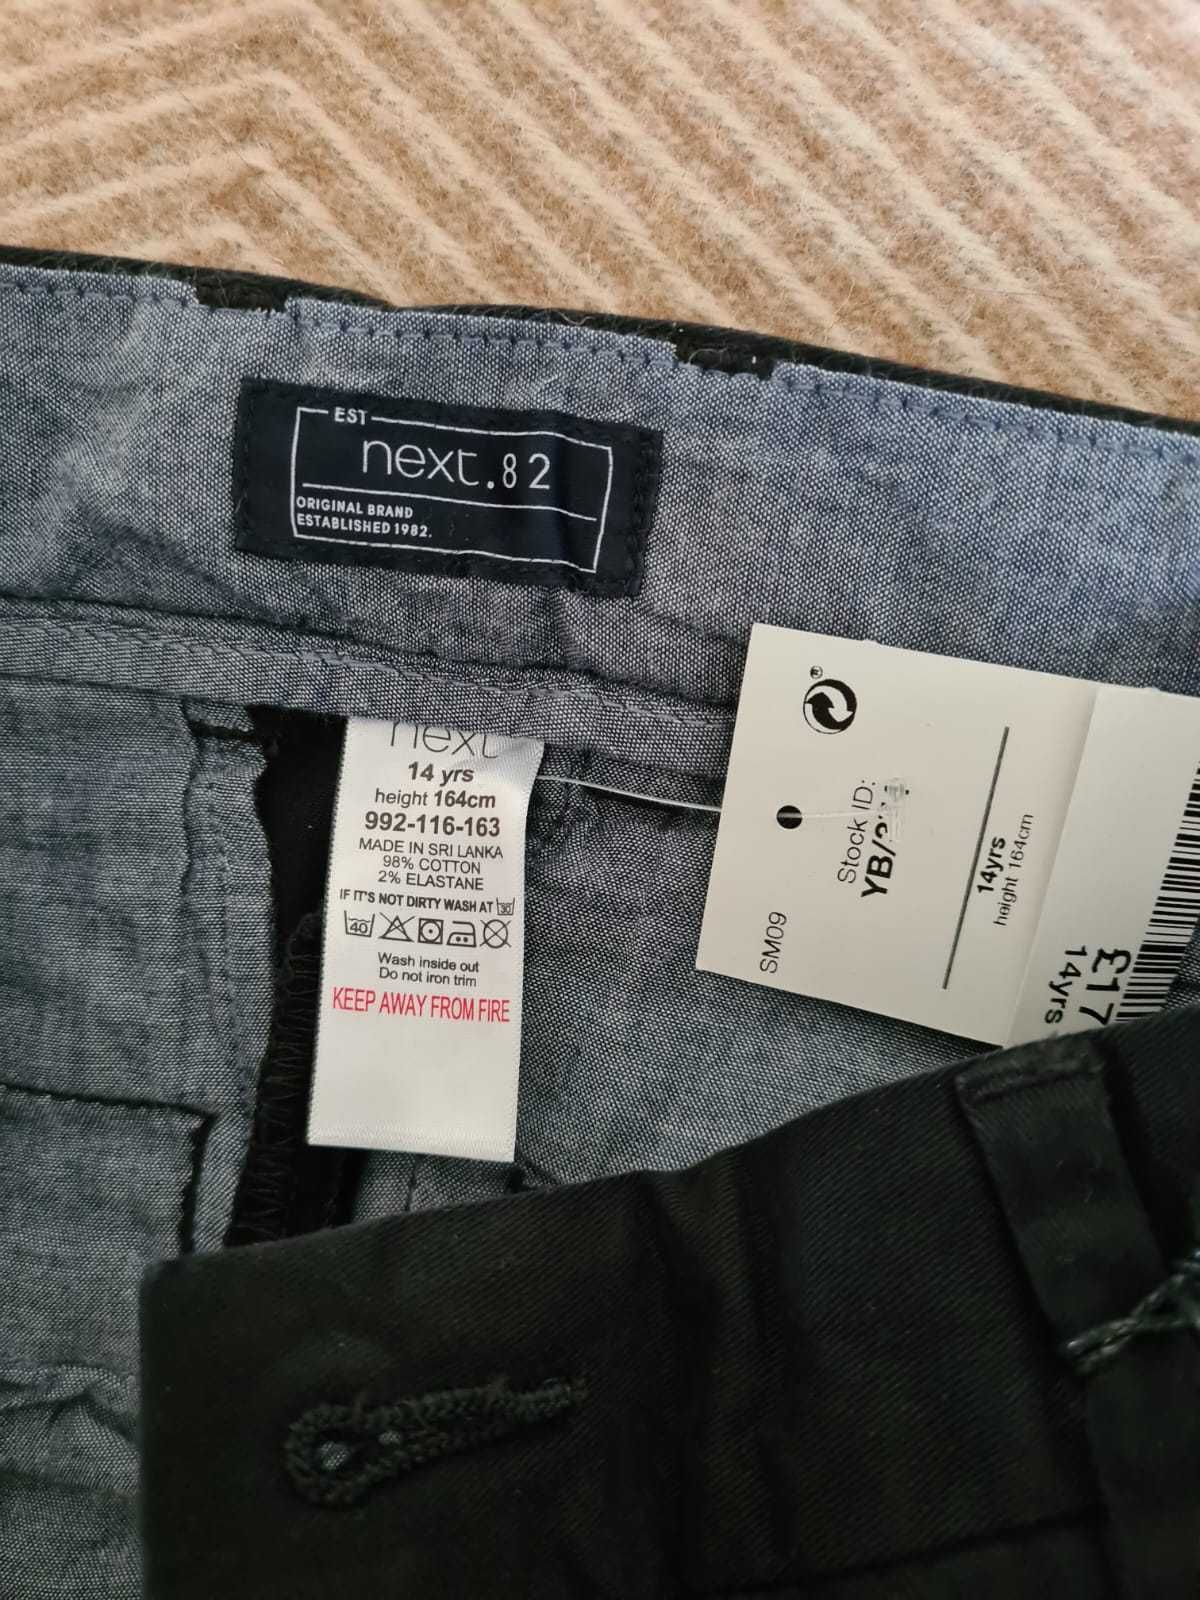 EST
next.82
ORIGINAL BRAND
ESTABLISHED 1982.
next
14 yrs
height 164cm
992-116-163
MADE IN SRI LANKA
98% COTTON
2% ELASTANE
IF IT'S NOT DIRTY WASH AT 30
40
Wash inside out
Do not iron trim
KEEP AWAY FROM FIRE
SM09
Stock ID:
14yrs
height 164cm
£17
14yrs